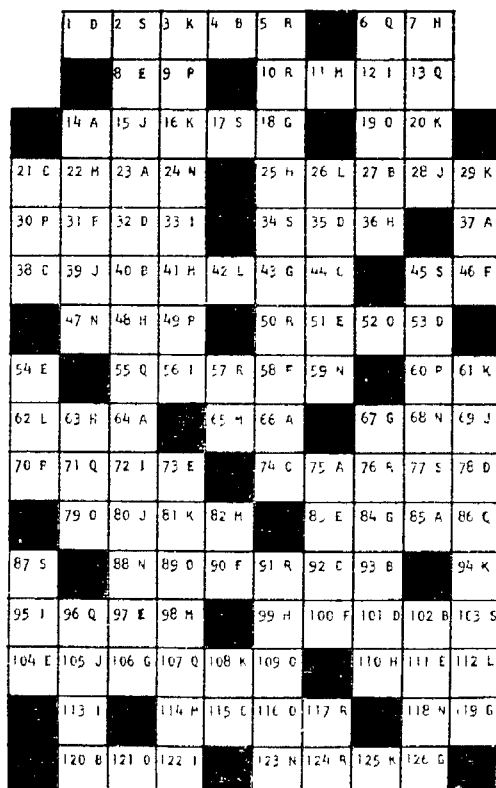 1 D 2 S 3 K 4 B 5 R 6 Q 7 H
8 E 9 P 10 R 11 M 12 I 13 Q
14 A 15 J 16 K 17 S 18 G 19 O 20 K
21 C 22 M 23 A 24 N 25 H 26 L 27 B 28 J 29 K
30 P 31 F 32 D 33 I 34 S 35 D 36 H 37 A
38 C 39 J 40 B 41 H 42 L 43 G 44 C 45 S 46 F
47 N 48 H 49 P 50 R 51 E 52 O 53 D
54 E 55 Q 56 I 57 R 58 F 59 N 60 P 61 K
62 L 63 64 A 65 M 66 A 67 G 68 N 69 J
70 71 Q 72 I 73 E 74 C 75 A 76 R 77 S 78 D
79 O 80 J 81 K 82 M 83 E 84 G 85 A 86
87 S 88 N 89 O 90 F 91 R 92 C 93 B 94 K
95 I 96 Q 97 E 98 M 99 H 100 F 101 D 102 B 103 S
104 E 105 J 106 G 107 Q 108 K 109 O 110 H 111 E 112 L
113 I 114 115 C 116 117 R 118 N 119 G
120 B 121 O 122 I 123 N 124 R 125 K 126 G